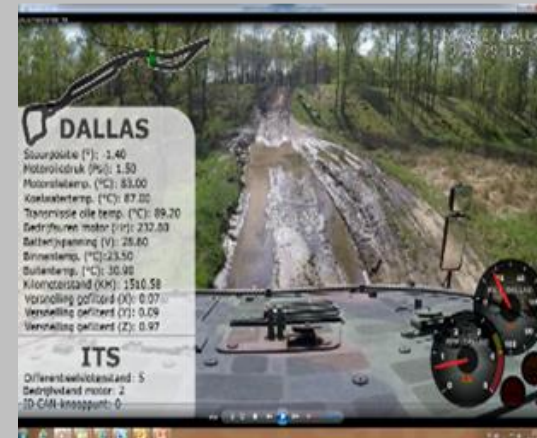 DALLAS
Stuurpositie (°): -1.40
Motoroliedruk (Psi): 1.50
Motorolietemp. (°C): 83.00
Koelwatertemp. (°C): 87.00
Transmissie olie temp. (°C): 89.20
Bedrijfsuren motor (Hr): 232.80
Batterijspanning (V): 28.60
Binnentemp. (°C):23.50
Buitentemp. (°C): 30.90
Kilometerstand (KM): 1510.58
Versnelling gefilterd (X): 0.07
Versnelling gefilterd (Y): 0.09
Versnelling gefilterd (Z): 0.97
ITS
Differentieelslotenstand: 5
Bedrijfsstand motor: 2
ID CAN-knooppunt: 0